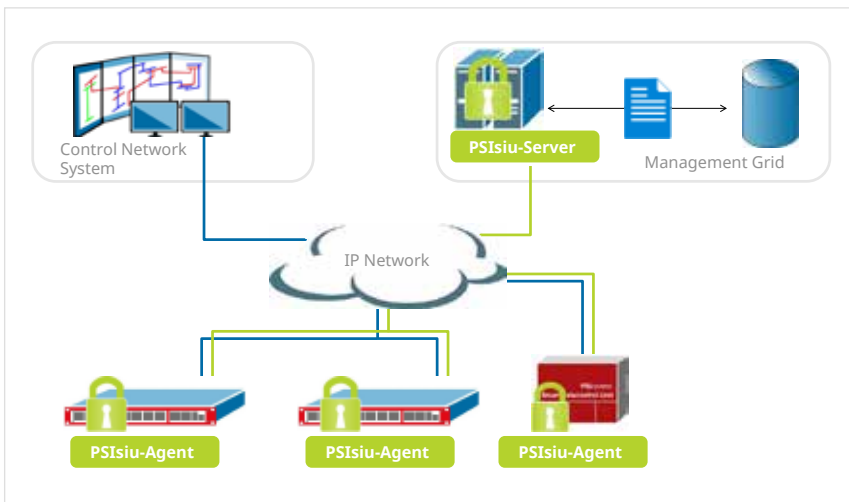 Control Network
System
PSIsiu-Server
Management Grid
IP Network
PSIsiu-Agent
PSIsiu-Agent
PSIsiu-Agent